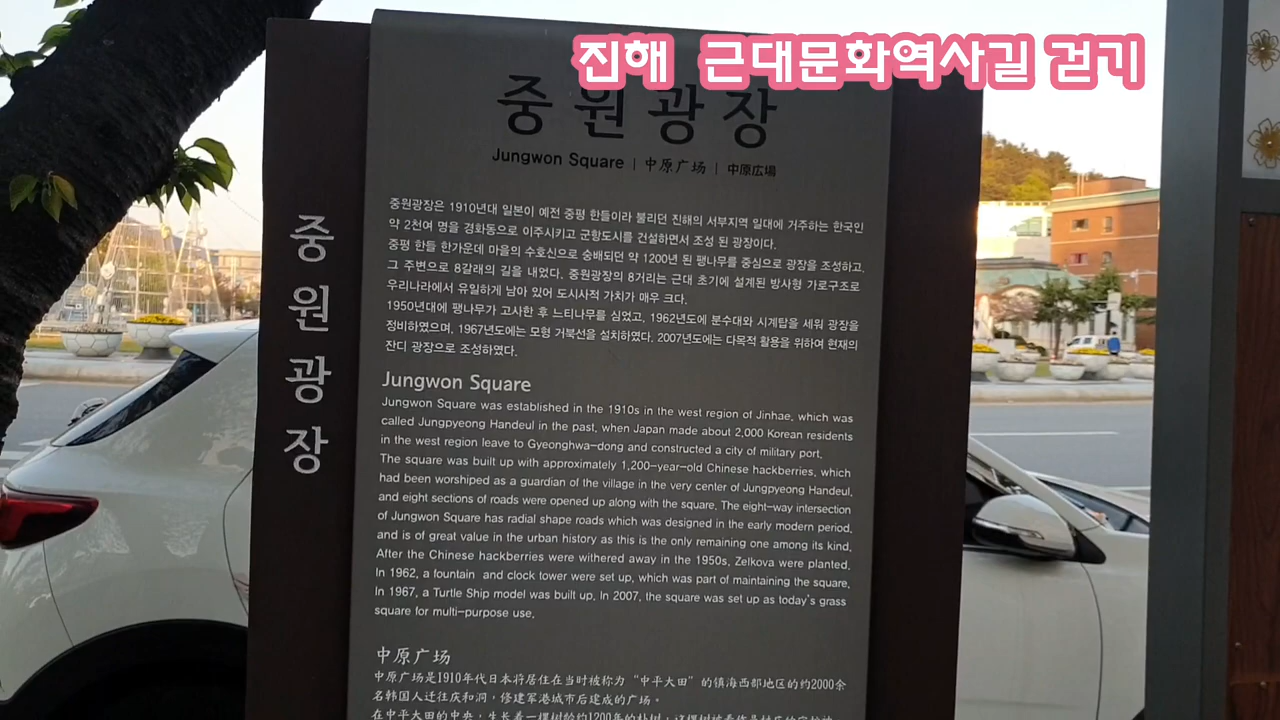 진해 근대문화역사길 걷기
중원광장
Jungwon Square | 中原广场 | 中原広場
중원광장
중원광장은 1910년대 일본이 예전 중평 한들이라 불리던 진해의 서부지역 일대에 거주하는 한국인
약 2천여 명을 경화동으로 이주시키고 군항도시를 건설하면서 조성 된 광장이다.
중평 한들 한가운데 마을의 수호신으로 숭배되던 약 1200년 된 팽나무를 중심으로 광장을 조성하고,
그 주변으로 8갈래의 길을 내었다. 중원광장의 8거리는 근대 초기에 설계된 방사형 가로구조로
우리나라에서 유일하게 남아 있어 도시사적 가치가 매우 크다.
1950년대에 팽나무가 고사한 후 느티나무를 심었고, 1962년도에 분수대와 시계탑을 세워 광장을
정비하였으며, 1967년도에는 모형 거북선을 설치하였다. 2007년도에는 다목적 활용을 위하여 현재의
잔디 광장으로 조성하였다.
Jungwon Square
Jungwon Square was established in the 1910s in the west region of Jinhae, which was
called Jungpyeong Handeul in the past, when Japan made about 2,000 Korean residents
in the west region leave to Gyeonghwa-dong and constructed a city of military port.
The square was built up with approximately 1,200-year-old Chinese hackberries, which
had been worshiped as a guardian of the village in the very center of Jungpyeong Handeul,
and eight sections of roads were opened up along with the square. The eight-way intersection
of Jungwon Square has radial shape roads which was designed in the early modern period,
and is of great value in the urban history as this is the only remaining one among its kind.
After the Chinese hackberries were withered away in the 1950s, Zelkova were planted.
In 1962, a fountain and clock tower were set up, which was part of maintaining the square.
In 1967, a Turtle Ship model was built up. In 2007, the square was set up as today's grass
square for multi-purpose use.
中原广场
中原广场是1910年代日本将居住在当时被称为“中平大田”的镇海西部地区的约2000余
名韩国人迁往庆和洞，修建军港城市后建成的广场。
在中平大田的中央，生长着一棵树龄约1200年的朴树，